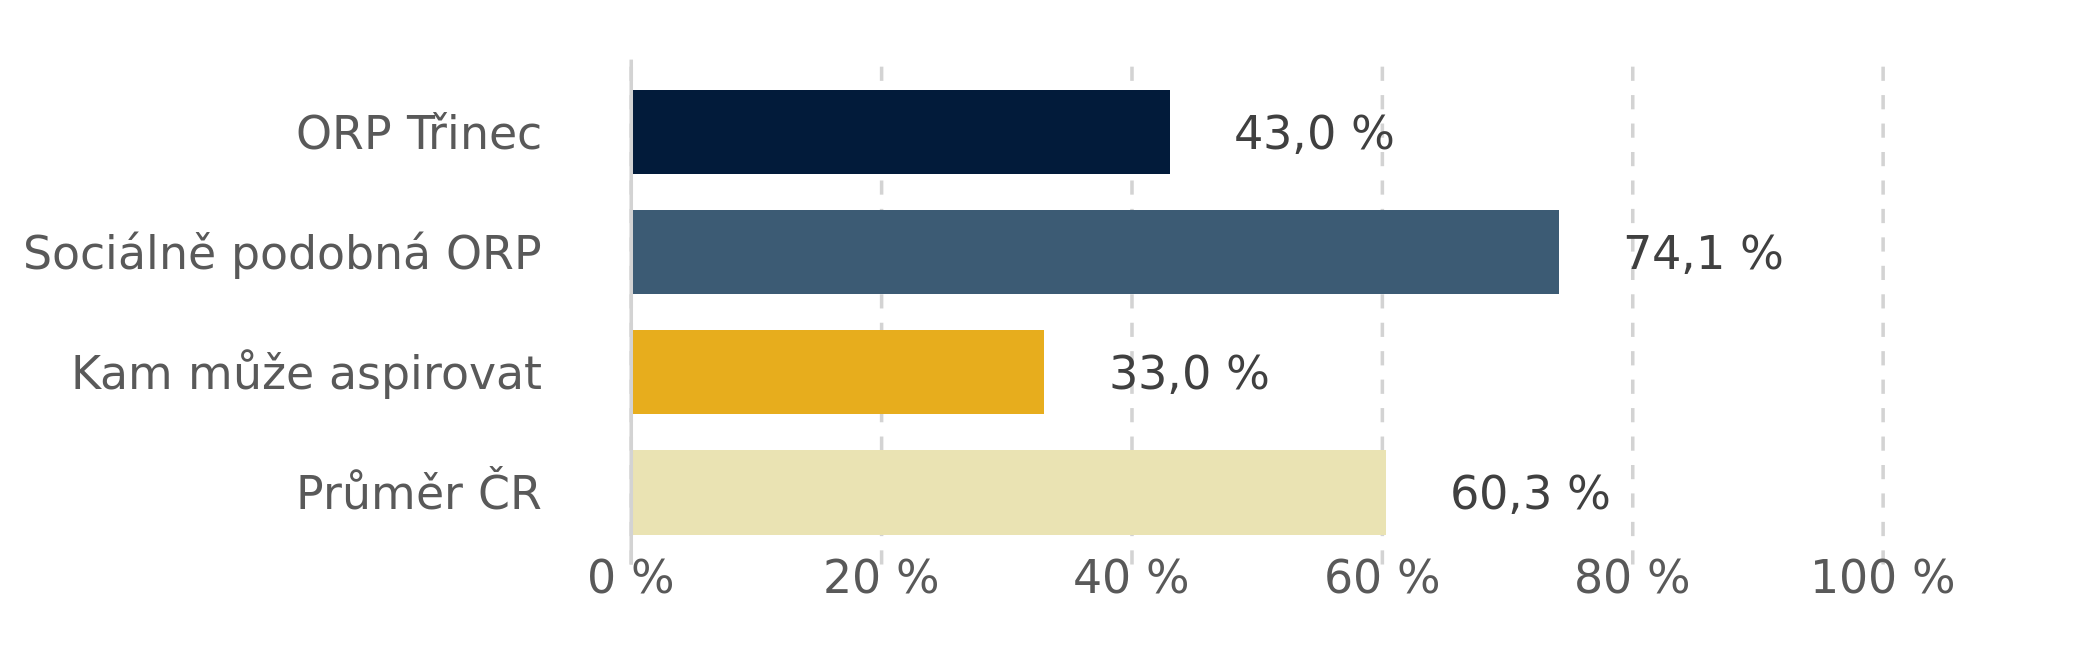 ORP Třinec
43,0 %
Sociálně podobná ORP
74,1 %
Kam může aspirovat
33,0 %
Průměr ČR
60,3 %
0 % 20 % 40 % 60 % 80 % 100 %